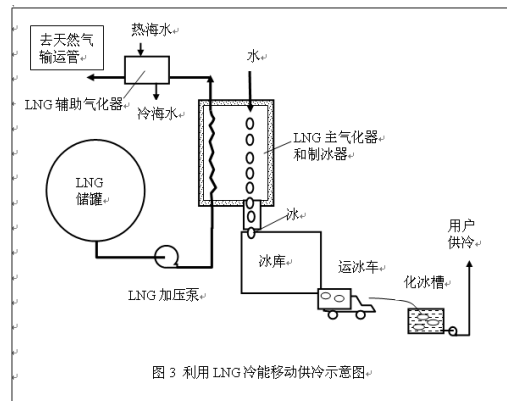 热海水
去天然气
输运管
水
LNG 辅助气化器
冷海水
LNG 主气化器
和制冰器
LNG
储罐
冰
用户
供冷
冰库
运冰车
化冰槽
LNG 加压泵
图 3 利用 LNG 冷能移动供冷示意图